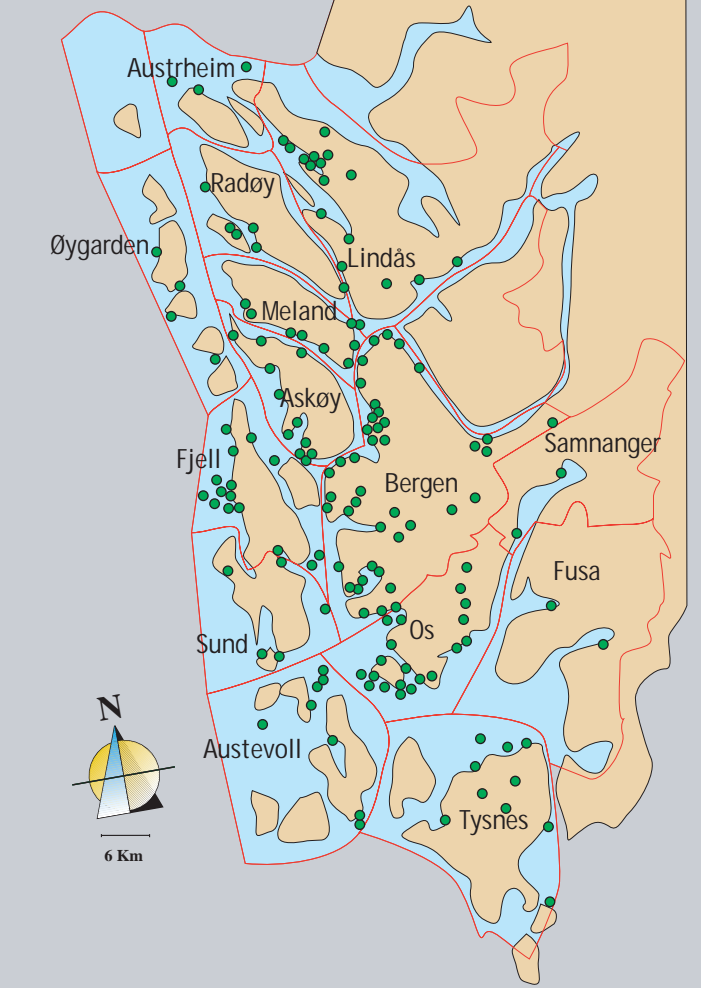 Austrheim
Radøy
Øygarden
Lindås
Meland
Askøy
Samnanger
Fjell
Bergen
Fusa
Os
Sund
N
Austevoll
Tysnes
6 Km